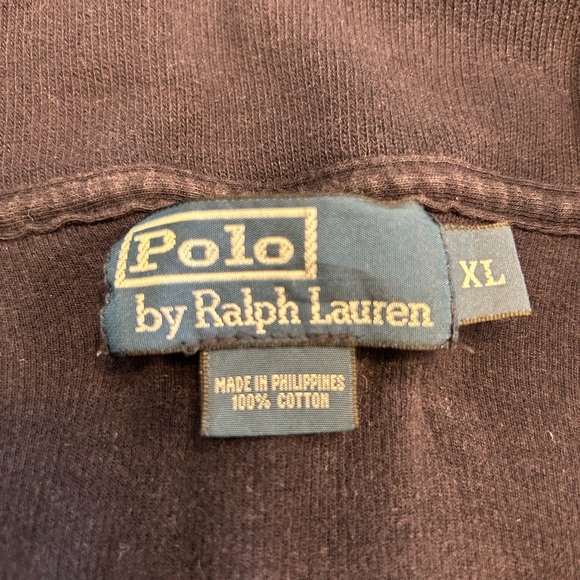 Polo
by Ralph Lauren
XL
MADE IN PHILIPPINES
100% COTTON